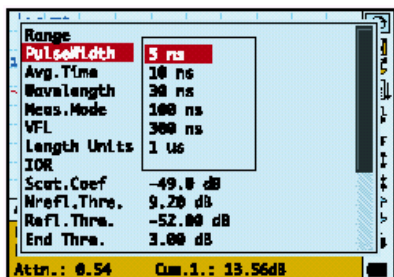 Range
PulseWidth 5 ns
Avg.Time 10 ns
Wavelength 30 ns
Meas.Mode 100 ns
VFL 300 ns
Length Units 1 us
IOR
Scat.Coef -49.0 dB
Nrefl.Thre. 9.20 dB
Refl.Thre. -52.00 dB
End Thre. 3.00 dB
Attn.: 0.54 Cum.1.: 13.56dB